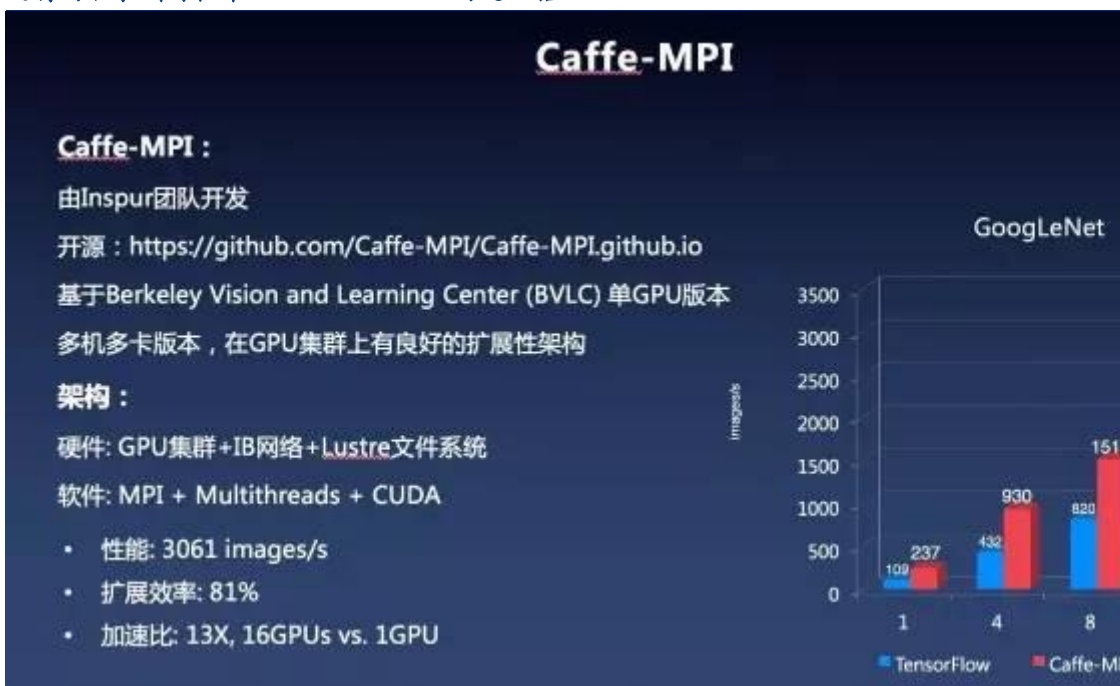 Caffe-MPI
Caffe-MPI：
由Inspur团队开发
开源：https://github.com/Caffe-MPI/Caffe-MPI.github.io
基于Berkeley Vision and Learning Center (BVLC) 单GPU版本
多机多卡版本，在GPU集群上有良好的扩展性架构
架构：
硬件: GPU集群+IB网络+Lustre文件系统
软件: MPI + Multithreads + CUDA
• 性能: 3061 images/s
• 扩展效率: 81%
• 加速比: 13X, 16GPUs vs. 1GPU
GoogLeNet
images/s
3500
3000
2500
2000
1500
1000
500
0
109
237
432
930
820
151
1
4
8
TensorFlow
Caffe-M